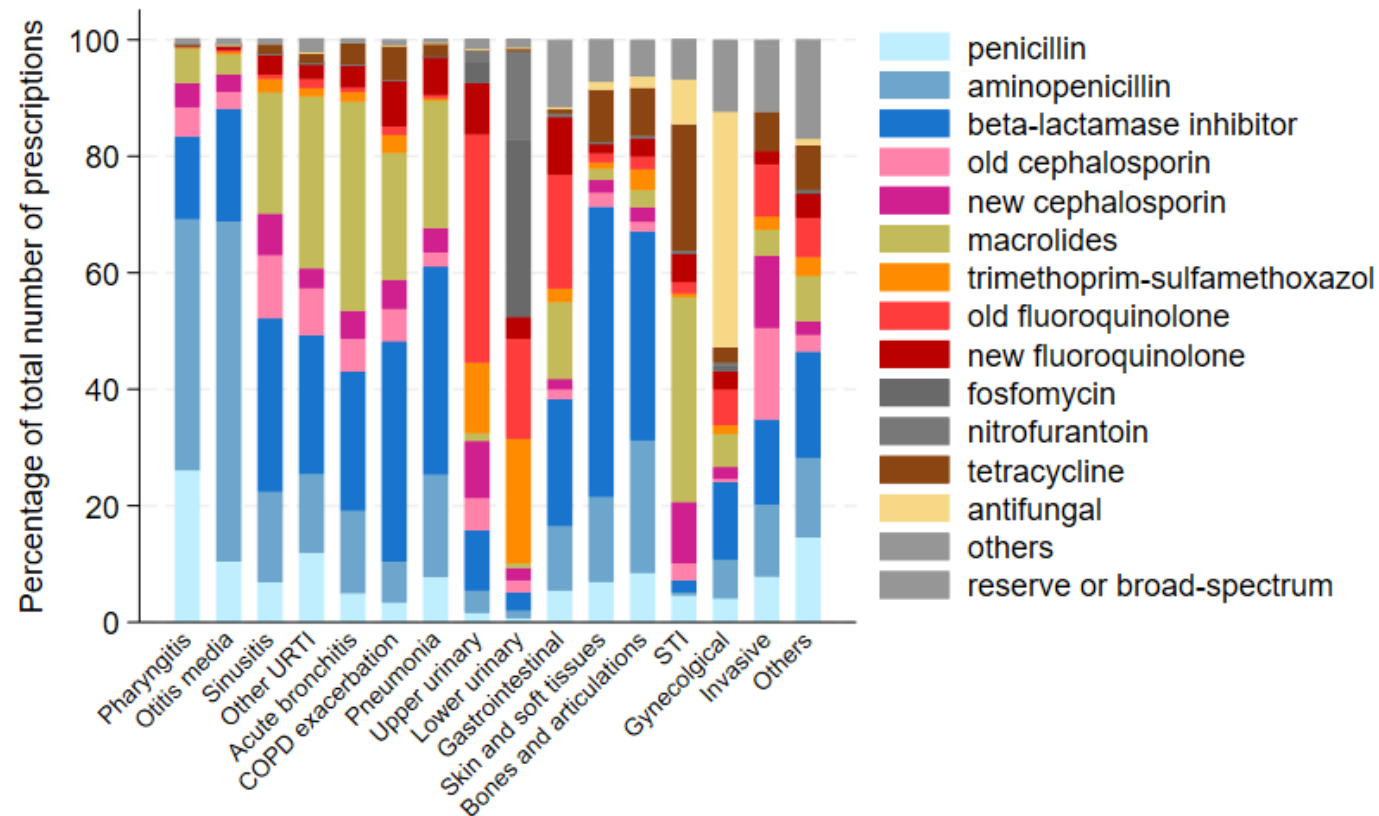 Percentage of total number of prescriptions
100
80
60
40
20
0
Pharyngitis
Otitis media
Sinusitis
Other URTI
Acute bronchitis
COPD exacerbation
Pneumonia
Upper urinary
Lower urinary
Gastrointestinal
Skin and soft tissues
Bones and articulations
STI
Gynecolgical
Invasive
Others
penicillin
aminopenicillin
beta-lactamase inhibitor
old cephalosporin
new cephalosporin
macrolides
trimethoprim-sulfamethoxazol
old fluoroquinolone
new fluoroquinolone
fosfomycin
nitrofurantoin
tetracycline
antifungal
others
reserve or broad-spectrum